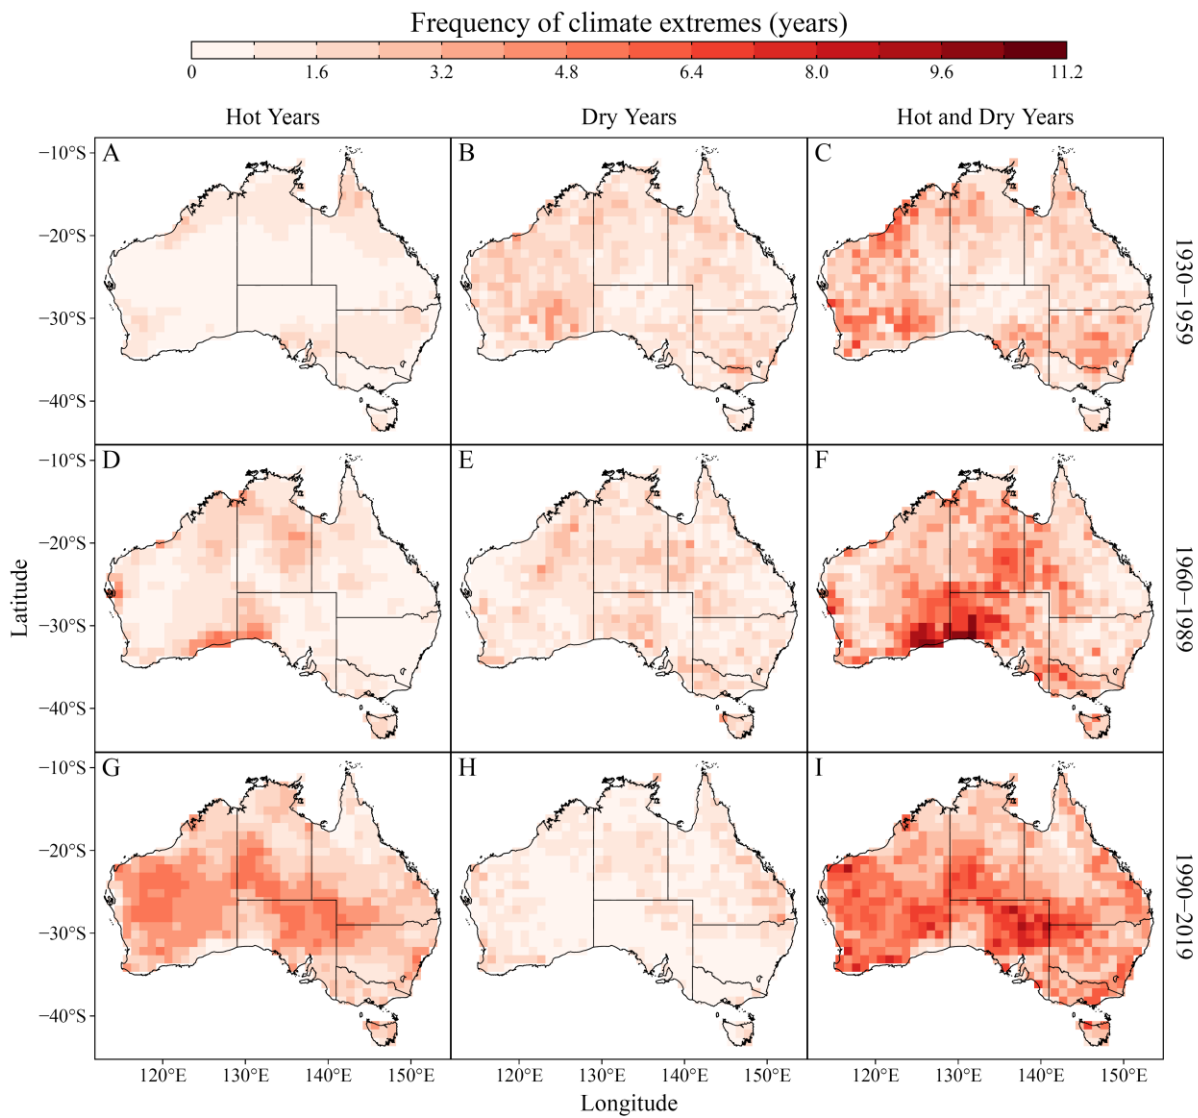 Frequency of climate extremes (years)
0 1.6 3.2 4.8 6.4 8.0 9.6 11.2
Hot Years Dry Years Hot and Dry Years
A B C
−10°S
−20°S
−30°S
−40°S
1930−1959
D E F
−10°S
−20°S
−30°S
−40°S
1960−1989
Latitude
G H I
−10°S
−20°S
−30°S
−40°S
1990−2019
120°E 130°E 140°E 150°E 120°E 130°E 140°E 150°E 120°E 130°E 140°E 150°E
Longitude